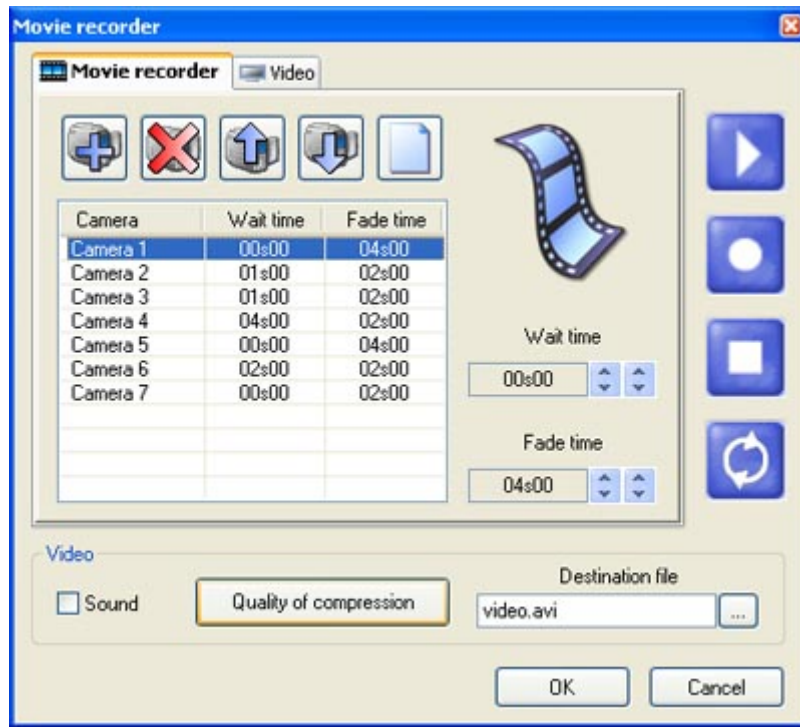 Movie recorder
Movie recorder Video
Camera Wait time Fade time
Camera 1 00s00 04s00
Camera 2 01s00 02s00
Camera 3 01s00 02s00
Camera 4 04s00 02s00
Camera 5 00s00 04s00
Camera 6 02s00 02s00
Camera 7 00s00 02s00
Wait time
00s00
Fade time
04s00
Video
Sound
Quality of compression
Destination file
video.avi ...
OK Cancel